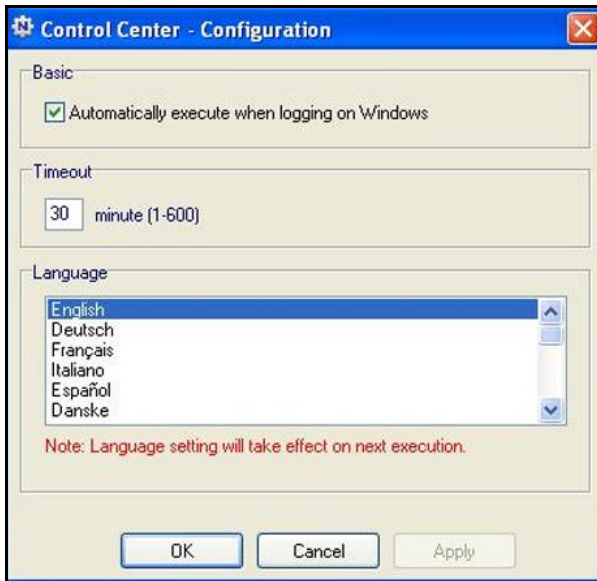 Control Center - Configuration
Basic
Automatically execute when logging on Windows
Timeout
30 minute (1-600)
Language
English
Deutsch
Français
Italiano
Español
Danske
Note: Language setting will take effect on next execution.
OK Cancel Apply